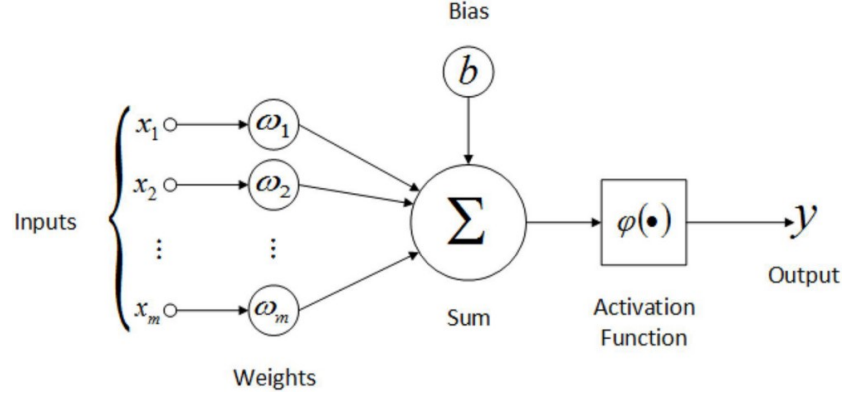 Bias
b
x₁ ω₁
x₂ ω₂
Inputs Σ φ(•) y
⋮ ⋮
Output
xₘ ωₘ Sum Activation
Function
Weights